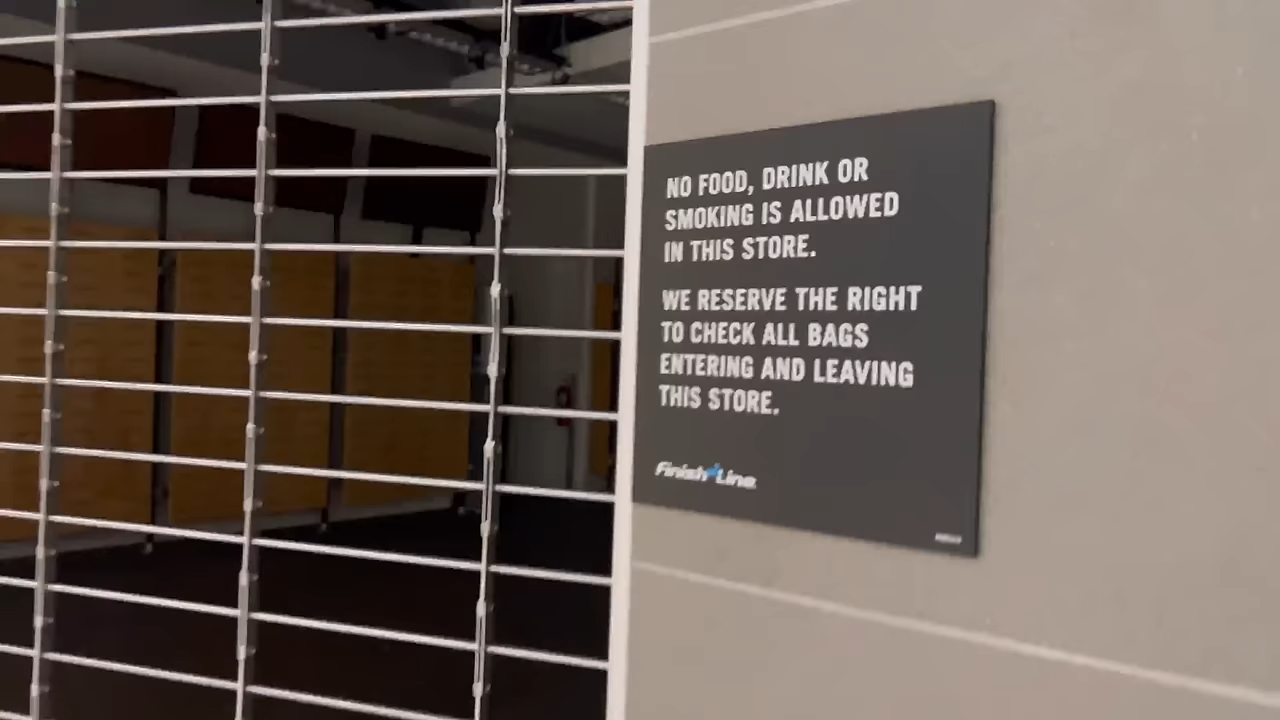 NO FOOD, DRINK OR
SMOKING IS ALLOWED
IN THIS STORE.
WE RESERVE THE RIGHT
TO CHECK ALL BAGS
ENTERING AND LEAVING
THIS STORE.
Finish Line